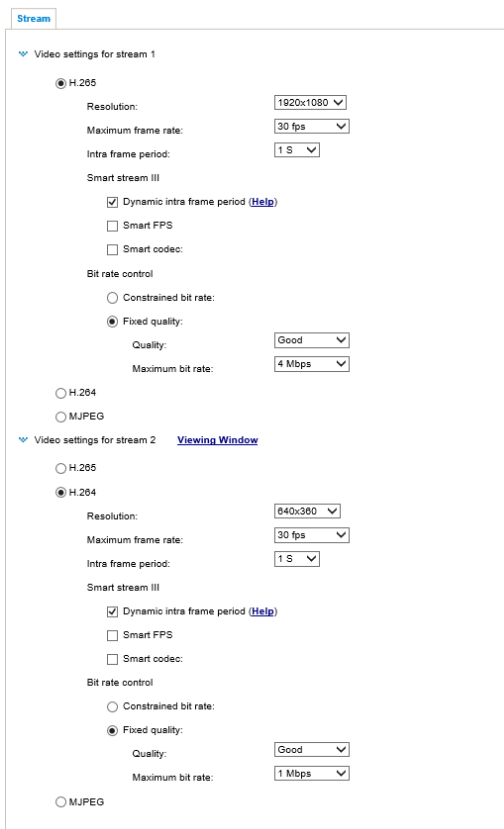 Stream
Video settings for stream 1
H.265
Resolution: 1920x1080
Maximum frame rate: 30 fps
Intra frame period: 1 S
Smart stream III
Dynamic intra frame period (Help)
Smart FPS
Smart codec:
Bit rate control
Constrained bit rate:
Fixed quality:
Quality: Good
Maximum bit rate: 4 Mbps
H.264
MJPEG
Video settings for stream 2 Viewing Window
H.265
H.264
Resolution: 640x360
Maximum frame rate: 30 fps
Intra frame period: 1 S
Smart stream III
Dynamic intra frame period (Help)
Smart FPS
Smart codec:
Bit rate control
Constrained bit rate:
Fixed quality:
Quality: Good
Maximum bit rate: 1 Mbps
MJPEG